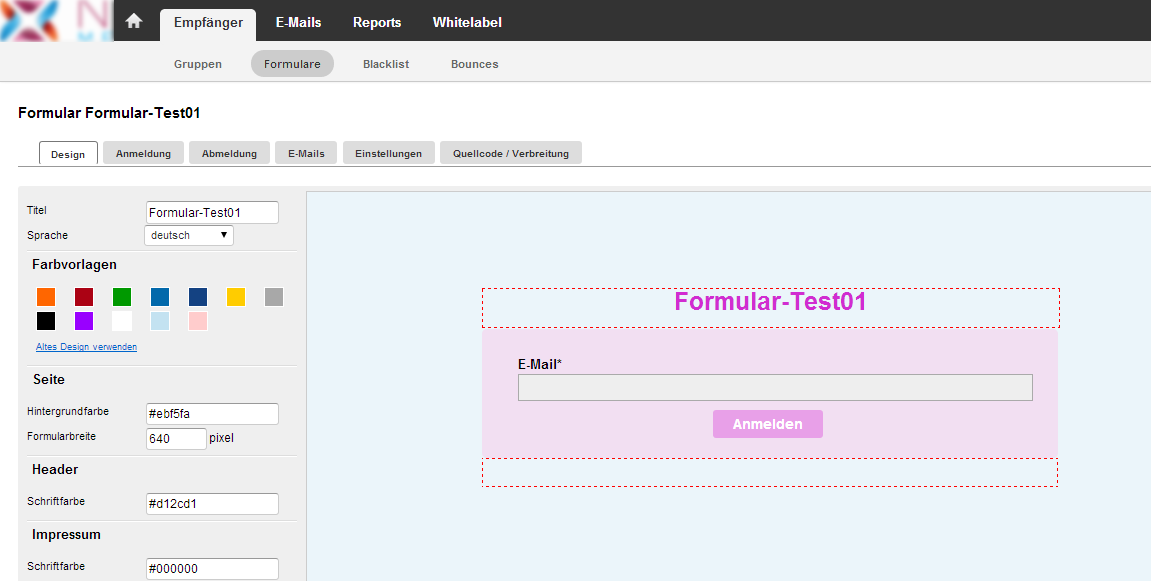 Empfänger E-Mails Reports Whitelabel
Gruppen Formulare Blacklist Bounces
Formular Formular-Test01
Design Anmeldung Abmeldung E-Mails Einstellungen Quellcode / Verbreitung
Titel Formular-Test01
Sprache deutsch
Farbvorlagen
Altes Design verwenden
Seite
Hintergrundfarbe #ebf5fa
Formularbreite 640 pixel
Header
Schriftfarbe #d12cd1
Impressum
Schriftfarbe #000000
Formular-Test01
E-Mail*
Anmelden